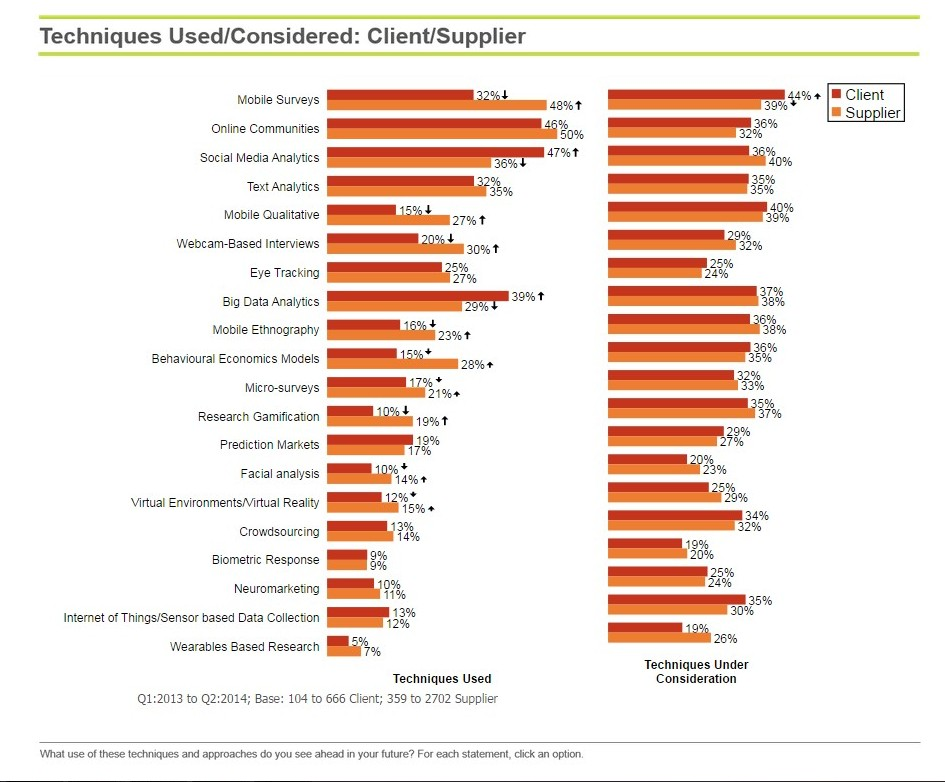 Techniques Used/Considered: Client/Supplier
Client
Supplier
Mobile Surveys 32%↓ 44%↑
48%↑ 39%↓
Online Communities 46% 36%
50% 32%
Social Media Analytics 47%↑ 36%
36%↓ 40%
Text Analytics 32% 35%
35% 35%
Mobile Qualitative 15%↓ 40%
27%↑ 39%
Webcam-Based Interviews 20%↓ 29%
30%↑ 32%
Eye Tracking 25% 25%
27% 24%
Big Data Analytics 39%↑ 37%
29%↓ 38%
Mobile Ethnography 16%↓ 36%
23%↑ 38%
Behavioural Economics Models 15%↓ 36%
28%↑ 35%
Micro-surveys 17%↓ 32%
21%↑ 33%
Research Gamification 10%↓ 35%
19%↑ 37%
Prediction Markets 19% 29%
17% 27%
Facial analysis 10%↓ 20%
14%↑ 23%
Virtual Environments/Virtual Reality 12%↓ 25%
15%↑ 29%
Crowdsourcing 13% 34%
14% 32%
Biometric Response 9% 19%
9% 20%
Neuromarketing 10% 25%
11% 24%
Internet of Things/Sensor based Data Collection 13% 35%
12% 30%
Wearables Based Research 5% 19%
7% 26%
Techniques Used
Techniques Under
Consideration
Q1:2013 to Q2:2014; Base: 104 to 666 Client; 359 to 2702 Supplier
What use of these techniques and approaches do you see ahead in your future? For each statement, click an option.